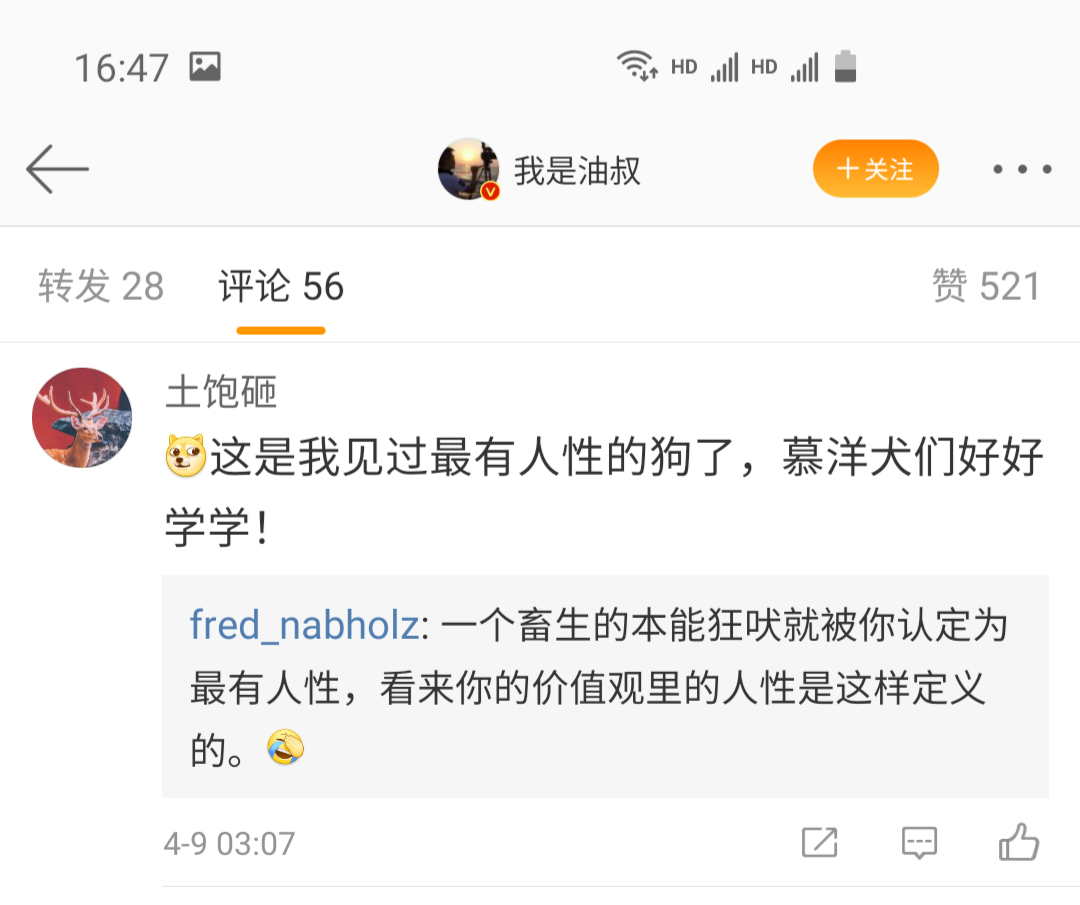 16:47 HD HD
我是油叔 +关注
转发 28 评论 56 赞 521
土饱砸
这是我见过最有人性的狗了，慕洋犬们好好
学学！
fred_nabholz: 一个畜生的本能狂吠就被你认定为
最有人性，看来你的价值观里的人性是这样定义
的。
4-9 03:07